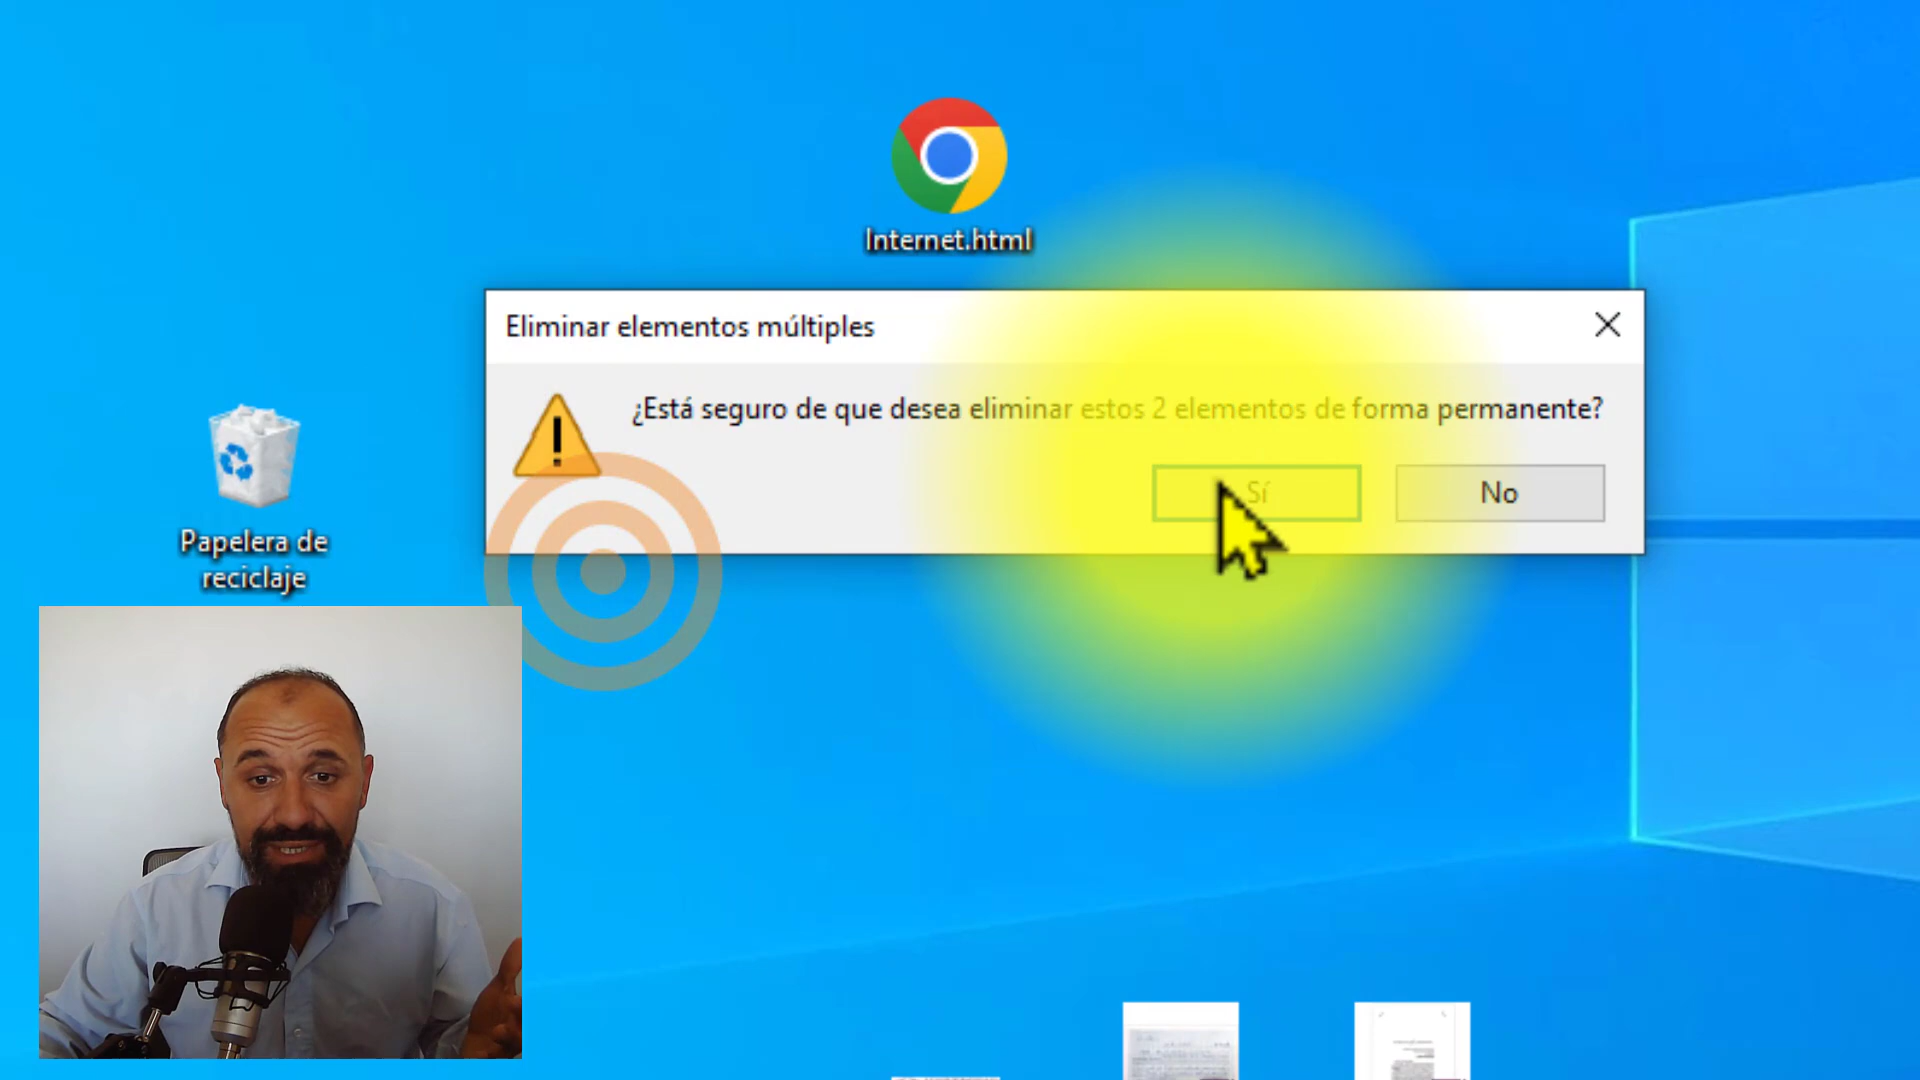 Internet.html
Eliminar elementos múltiples
¿Está seguro de que desea eliminar estos 2 elementos de forma permanente?
Sí
No
Papelera de
reciclaje